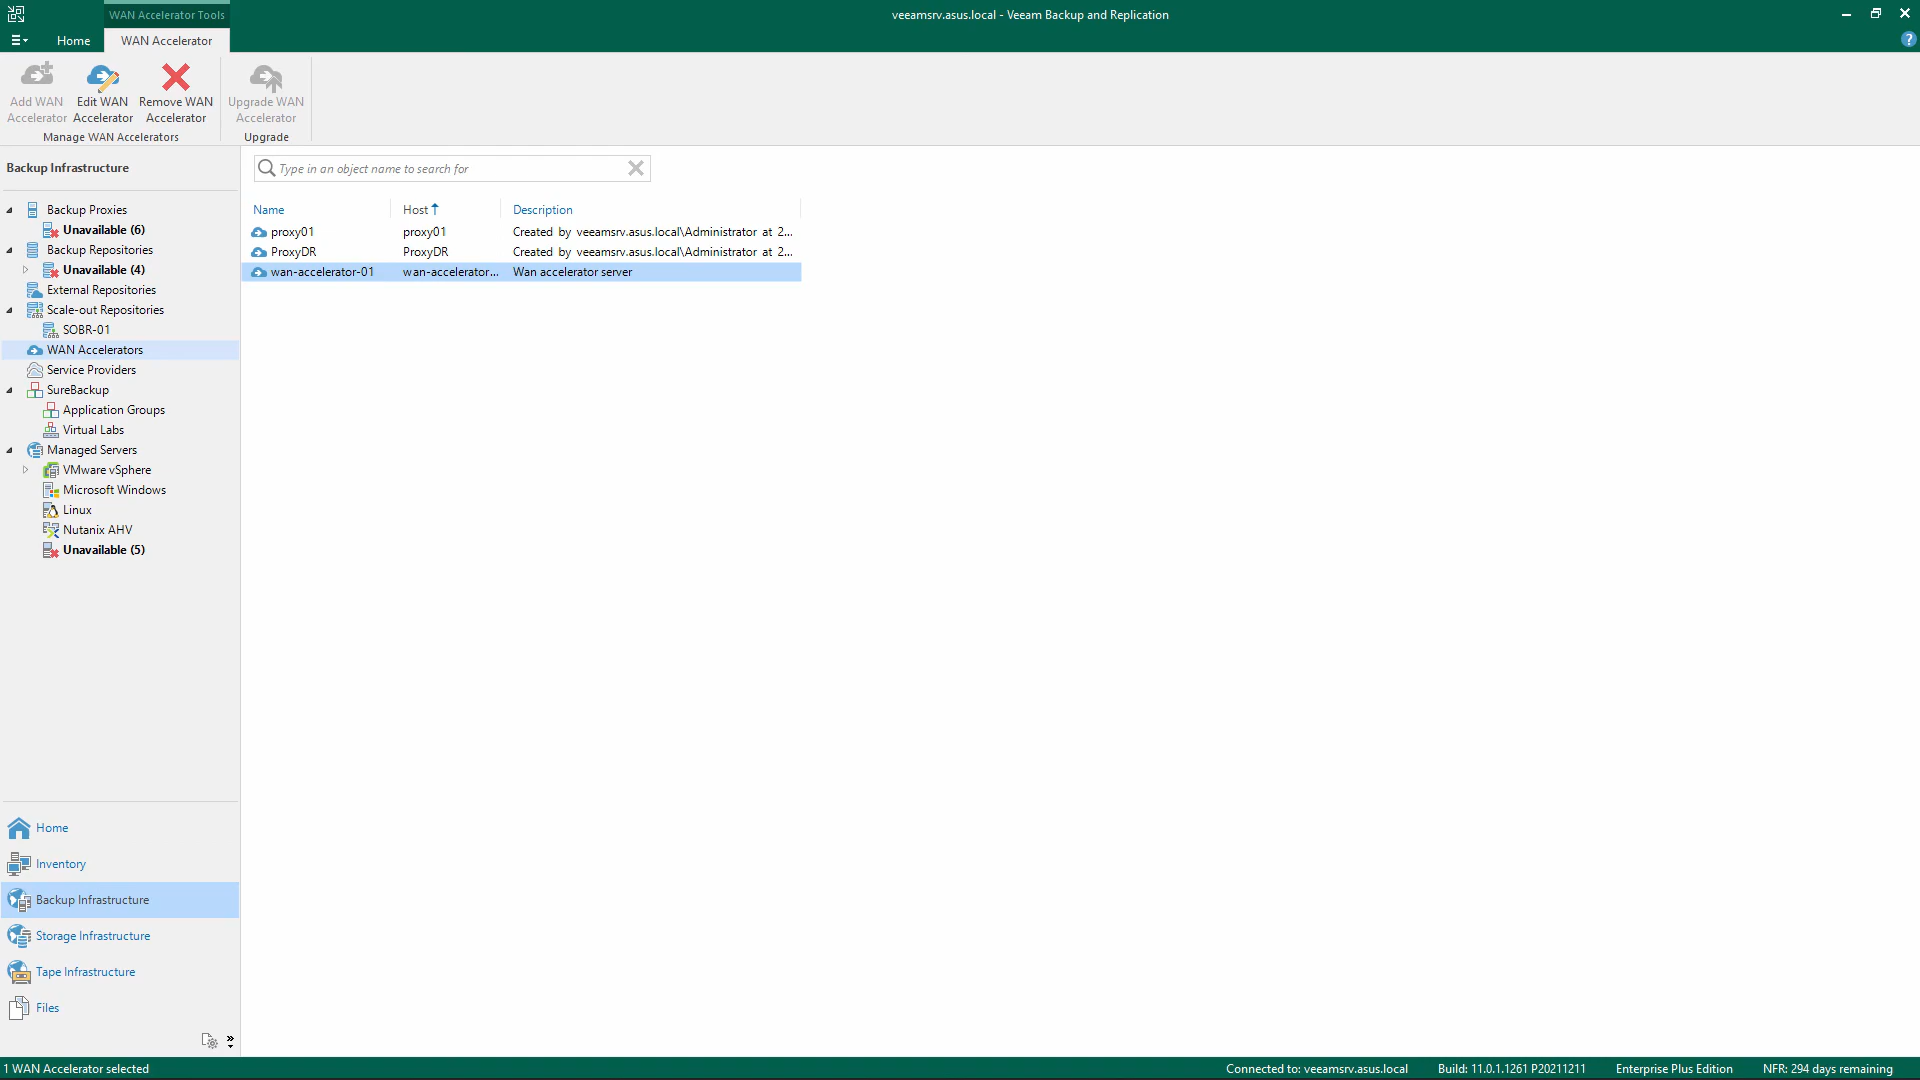 WAN Accelerator Tools
veeamsrv.asus.local - Veeam Backup and Replication
Home
WAN Accelerator
?
Add WAN Accelerator
Edit WAN Accelerator
Remove WAN Accelerator
Upgrade WAN Accelerator
Manage WAN Accelerators
Upgrade
Backup Infrastructure
Type in an object name to search for
Backup Proxies
Unavailable (6)
Backup Repositories
Unavailable (4)
External Repositories
Scale-out Repositories
SOBR-01
WAN Accelerators
Service Providers
SureBackup
Application Groups
Virtual Labs
Managed Servers
VMware vSphere
Microsoft Windows
Linux
Nutanix AHV
Unavailable (5)
Name Host Description
proxy01 proxy01 Created by veeamsrv.asus.local\Administrator at 2...
ProxyDR ProxyDR Created by veeamsrv.asus.local\Administrator at 2...
wan-accelerator-01 wan-accelerator... Wan accelerator server
Home
Inventory
Backup Infrastructure
Storage Infrastructure
Tape Infrastructure
Files
1 WAN Accelerator selected
Connected to: veeamsrv.asus.local
Build: 11.0.1.1261 P20211211
Enterprise Plus Edition
NFR: 294 days remaining